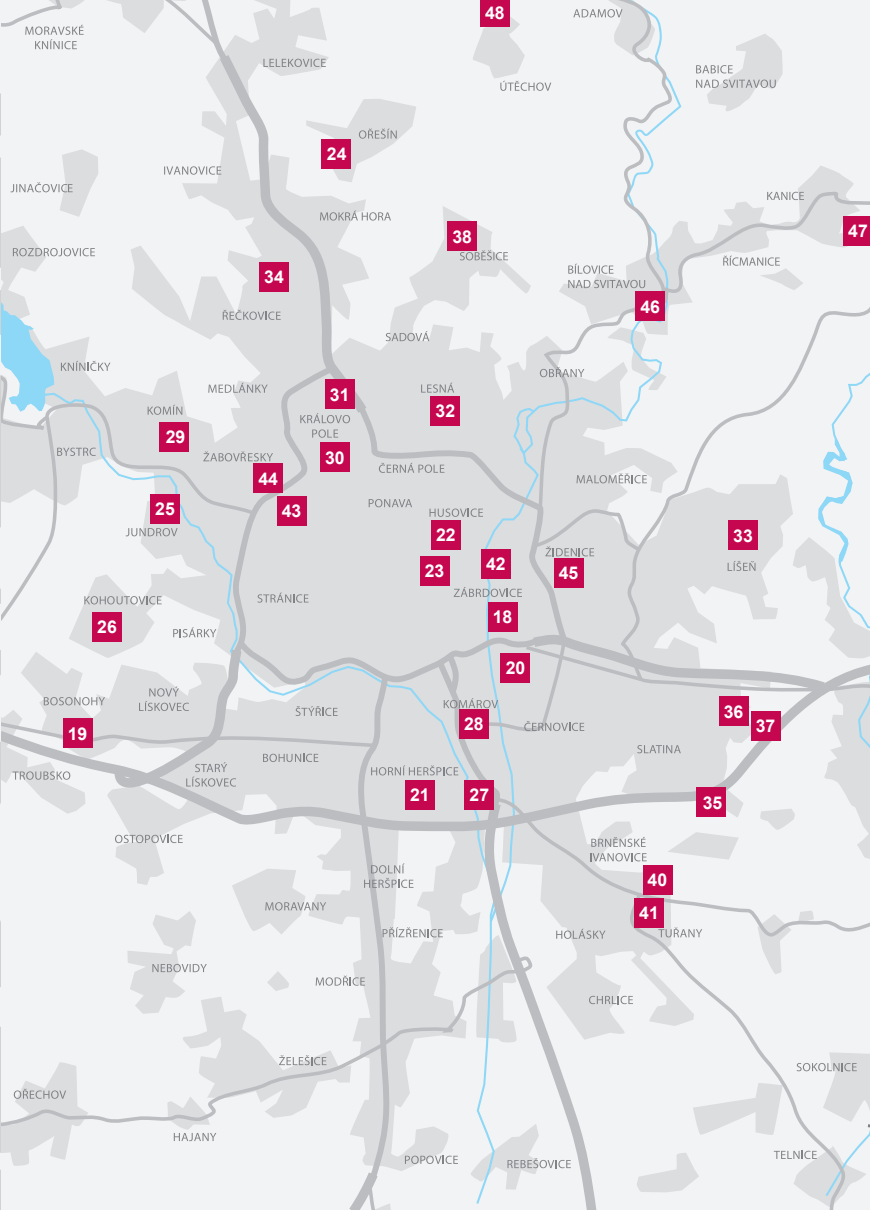 48
ADAMOV
MORAVSKÉ
KNÍNICE
LELEKOVICE
BABICE
NAD SVITAVOU
ÚTĚCHOV
OŘEŠÍN
24
IVANOVICE
JINAČOVICE
KANICE
MOKRÁ HORA
47
38
ROZDROJOVICE
SOBĚŠICE
ŘÍCMANICE
34
BÍLOVICE
NAD SVITAVOU
46
ŘEČKOVICE
SADOVÁ
KNÍNIČKY
OBŘANY
MEDLÁNKY
31
LESNÁ
KOMÍN
32
KRÁLOVO
POLE
29
BYSTRC
ŽABOVŘESKY
30
ČERNÁ POLE
44
MALOMĚŘICE
25
43
PONAVA
HUSOVICE
JUNDROV
22
33
ŽIDENICE
LÍŠEŇ
23
42
45
ZÁBRDOVICE
KOHOUTOVICE
STRÁNICE
26
PISÁRKY
18
20
BOSONOHY
NOVÝ
LÍSKOVEC
KOMÁROV
ŠTÝŘICE
36
19
28
ČERNOVICE
37
SLATINA
BOHUNICE
TROUBSKO
STARÝ
LÍSKOVEC
HORNÍ HERŠPICE
21
27
35
OSTOPOVICE
BRNĚNSKÉ
IVANOVICE
DOLNÍ
HERŠPICE
40
MORAVANY
41
PŘÍZŘENICE
HOLÁSKY
TUŘANY
NEBOVIDY
MODŘICE
CHRLICE
ŽELEŠICE
SOKOLNICE
OŘECHOV
HAJANY
TELNICE
POPOVICE
REBEŠOVICE